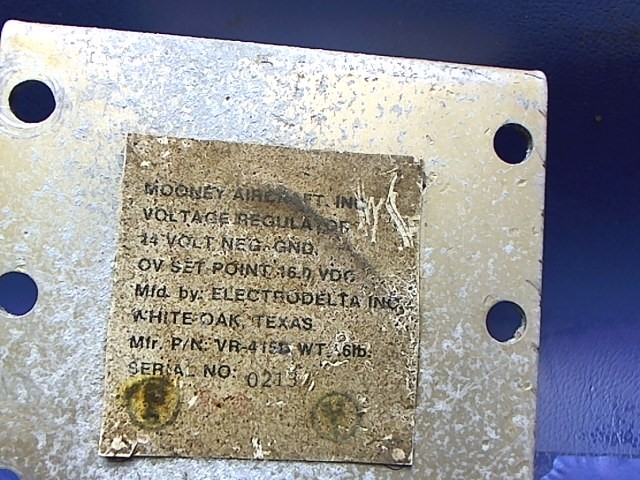 MOONEY AIRCRAFT, INC
VOLTAGE REGULATOR
14 VOLT NEG. GND.
OV SET POINT 16.0 VDC
Mfd. by: ELECTRODELTA INC.
WHITE OAK, TEXAS
Mfr. P/N: VR-415B WT. .6lb.
SERIAL NO: 0213